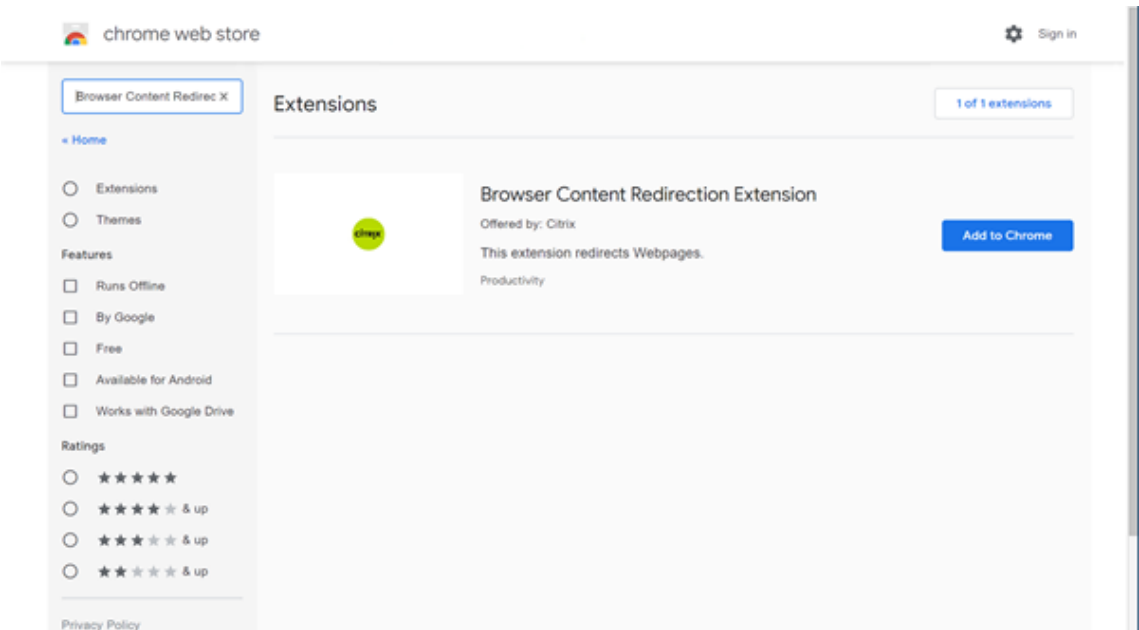 chrome web store
Sign in
Browser Content Redirec X
« Home
Extensions
Themes
Features
Runs Offline
By Google
Free
Available for Android
Works with Google Drive
Ratings
& up
& up
& up
Privacy Policy
Extensions
1 of 1 extensions
citrix
Browser Content Redirection Extension
Offered by: Citrix
This extension redirects Webpages.
Productivity
Add to Chrome